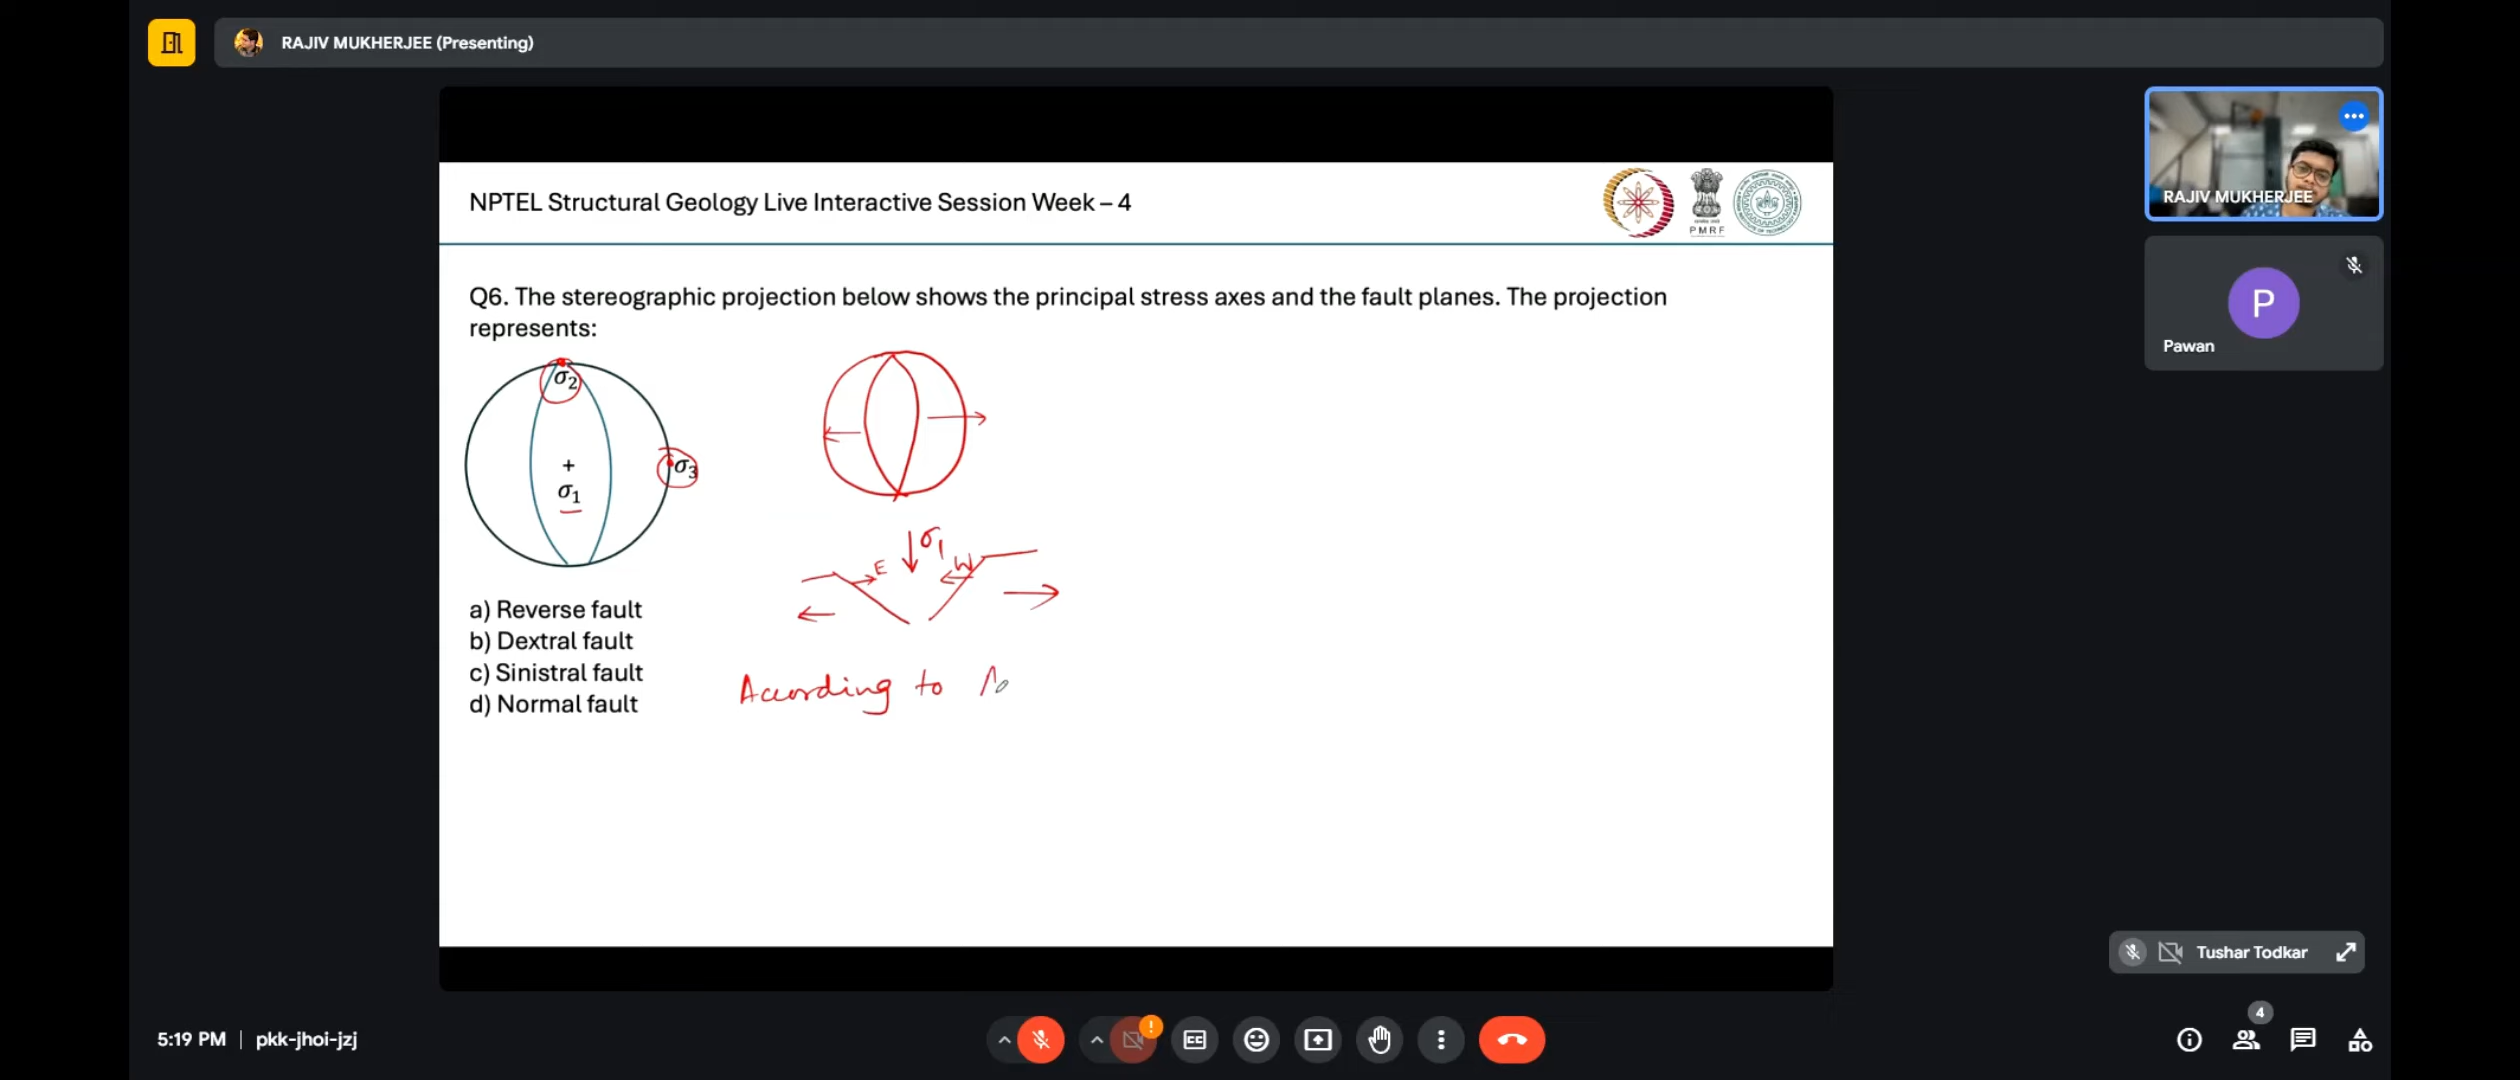 RAJIV MUKHERJEE (Presenting)
NPTEL Structural Geology Live Interactive Session Week – 4
PMRF
Q6. The stereographic projection below shows the principal stress axes and the fault planes. The projection
represents:
σ2
σ3
+
σ1
σ1
E
W
a) Reverse fault
b) Dextral fault
c) Sinistral fault
d) Normal fault
According to
RAJIV MUKHERJEE
P
Pawan
Tushar Todkar
5:19 PM | pkk-jhoi-jzj
CC
4